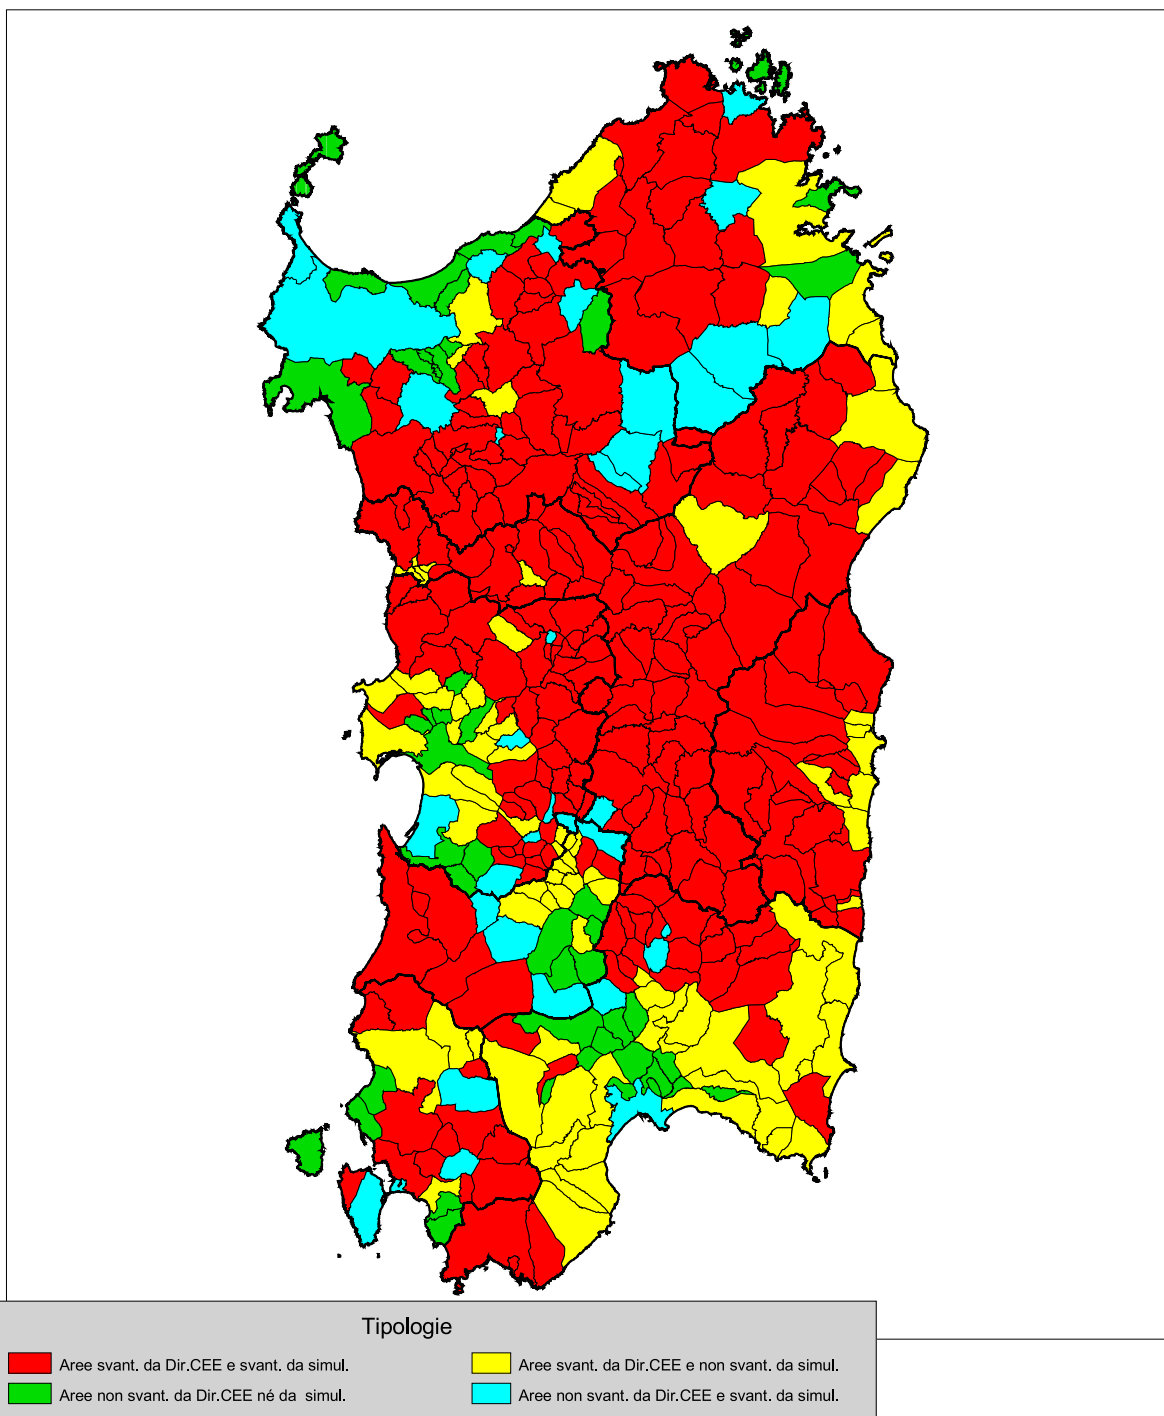 Tipologie
Aree svant. da Dir.CEE e svant. da simul.
Aree svant. da Dir.CEE e non svant. da simul.
Aree non svant. da Dir.CEE né da simul.
Aree non svant. da Dir.CEE e svant. da simul.